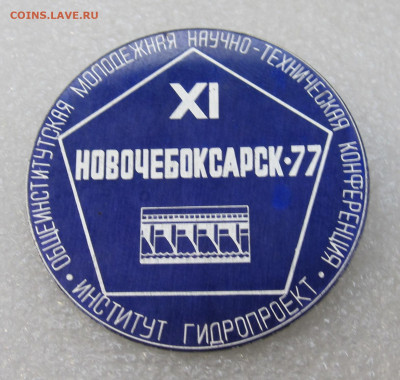 COINS.LAVE.RU
ОБЩЕИНСТИТУТСКАЯ МОЛОДЕЖНАЯ НАУЧНО-ТЕХНИЧЕСКАЯ КОНФЕРЕНЦИЯ
XI
НОВОЧЕБОКСАРСК·77
• ИНСТИТУТ ГИДРОПРОЕКТ •